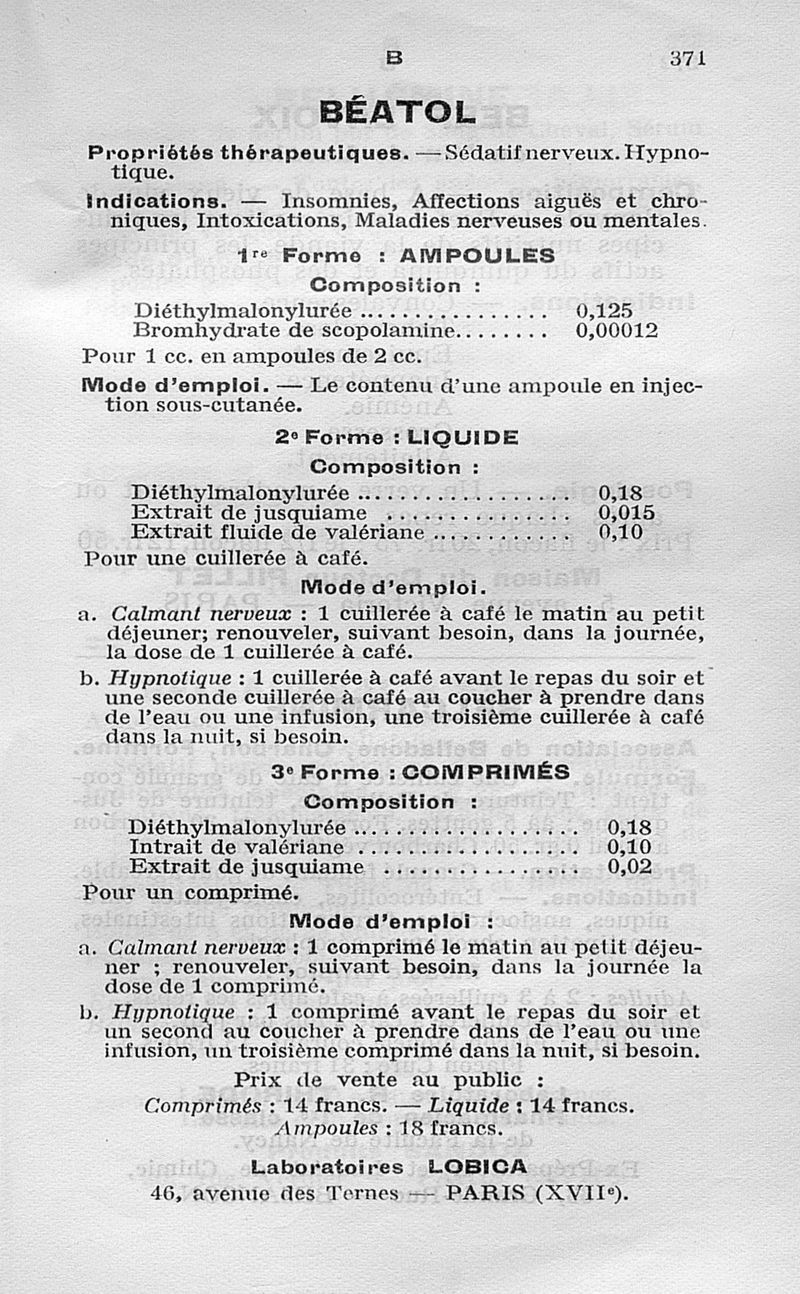 B 371
BÉATOL
Propriétés thérapeutiques. — Sédatif nerveux. Hypno-
tique.
Indications. — Insomnies, Affections aiguës et chro-
niques, Intoxications, Maladies nerveuses ou mentales.
1re Forme : AMPOULES
Composition :
Diéthylmalonylurée ................ 0,125
Bromhydrate de scopolamine........ 0,00012
Pour 1 cc. en ampoules de 2 cc.
Mode d'emploi. — Le contenu d'une ampoule en injec-
tion sous-cutanée.
2e Forme : LIQUIDE
Composition :
Diéthylmalonylurée .................. 0,18
Extrait de jusquiame ................ 0,015
Extrait fluide de valériane ............ 0,10
Pour une cuillerée à café.
Mode d'emploi.
a. Calmant nerveux : 1 cuillerée à café le matin au petit
déjeuner; renouveler, suivant besoin, dans la journée,
la dose de 1 cuillerée à café.
b. Hypnotique : 1 cuillerée à café avant le repas du soir et
une seconde cuillerée à café au coucher à prendre dans
de l'eau ou une infusion, une troisième cuillerée à café
dans la nuit, si besoin.
3e Forme : COMPRIMÉS
Composition :
Diéthylmalonylurée ................... 0,18
Intrait de valériane .................. 0,10
Extrait de jusquiame ................ 0,02
Pour un comprimé.
Mode d'emploi :
a. Calmant nerveux : 1 comprimé le matin au petit déjeu-
ner ; renouveler, suivant besoin, dans la journée la
dose de 1 comprimé.
b. Hypnotique : 1 comprimé avant le repas du soir et
un second au coucher à prendre dans de l'eau ou une
infusion, un troisième comprimé dans la nuit, si besoin.
Prix de vente au public :
Comprimés : 14 francs. — Liquide : 14 francs.
Ampoules : 18 francs.
Laboratoires LOBICA
46, avenue des Ternes — PARIS (XVIIe).